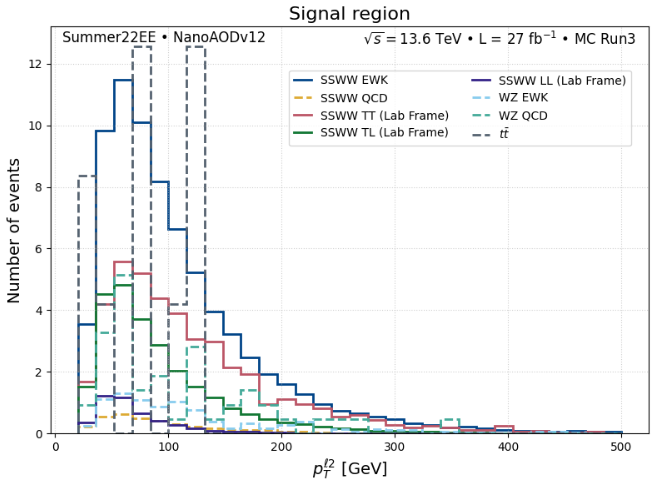 Signal region
Summer22EE • NanoAODv12
√s = 13.6 TeV • L = 27 fb⁻¹ • MC Run3
SSWW EWK
SSWW QCD
SSWW TT (Lab Frame)
SSWW TL (Lab Frame)
SSWW LL (Lab Frame)
WZ EWK
WZ QCD
tt̄
Number of events
12
10
8
6
4
2
0
0
100
200
300
400
500
p_T^{ℓ2} [GeV]